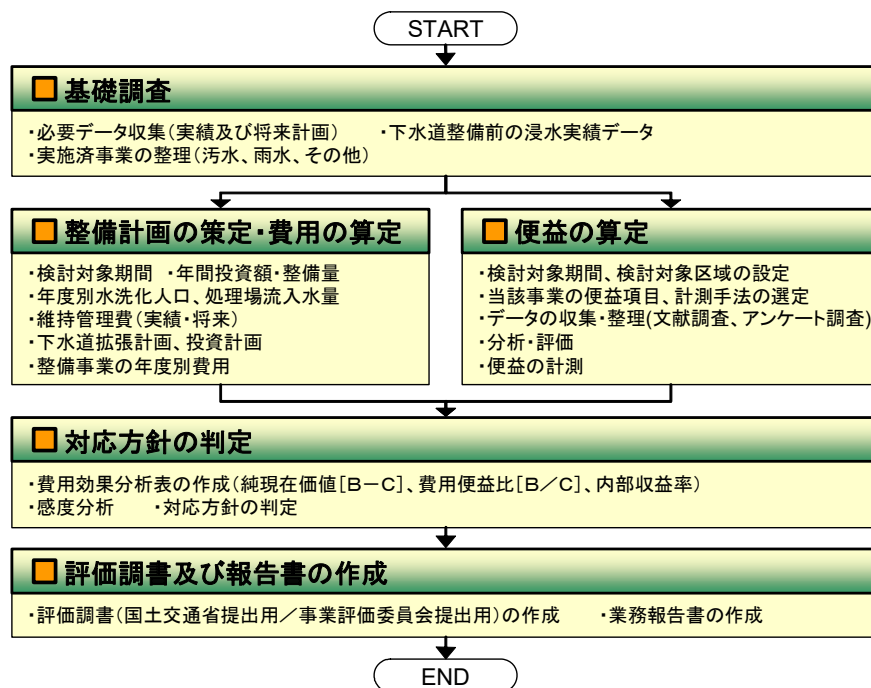 START
基礎調査
・必要データ収集(実績及び将来計画)　・下水道整備前の浸水実績データ
・実施済事業の整理(汚水、雨水、その他)
整備計画の策定・費用の算定
・検討対象期間　・年間投資額・整備量
・年度別水洗化人口、処理場流入水量
・維持管理費(実績・将来)
・下水道拡張計画、投資計画
・整備事業の年度別費用
便益の算定
・検討対象期間、検討対象区域の設定
・当該事業の便益項目、計測手法の選定
・データの収集・整理(文献調査、アンケート調査)
・分析・評価
・便益の計測
対応方針の判定
・費用効果分析表の作成(純現在価値[B－C]、費用便益比[B／C]、内部収益率)
・感度分析　・対応方針の判定
評価調書及び報告書の作成
・評価調書(国土交通省提出用／事業評価委員会提出用)の作成　・業務報告書の作成
END